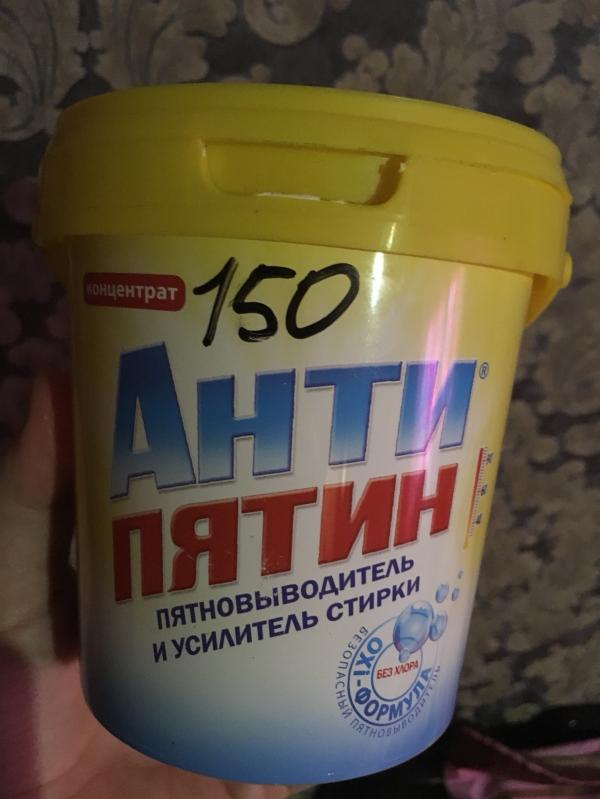 концентрат
150
Анти®
пятин
пятновыводитель
и усилитель стирки
БЕЗОПАСНЫЙ ПЯТНОВЫВОДИТЕЛЬ
OXI-ФОРМУЛА
БЕЗ ХЛОРА